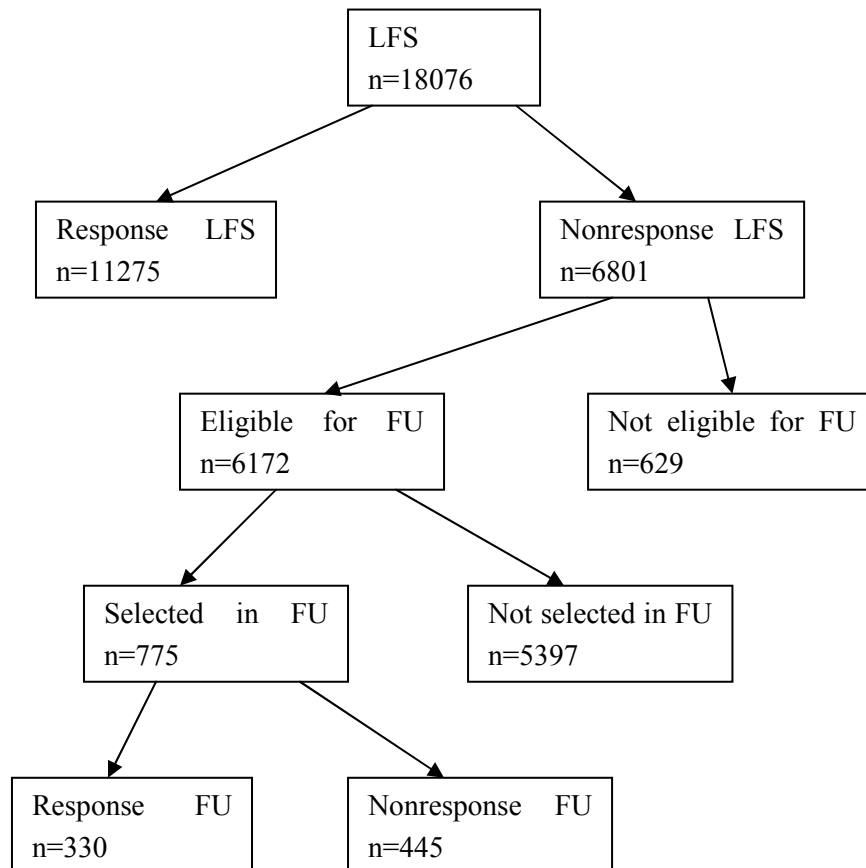 LFS
n=18076
Response LFS
n=11275
Nonresponse LFS
n=6801
Eligible for FU
n=6172
Not eligible for FU
n=629
Selected in FU
n=775
Not selected in FU
n=5397
Response FU
n=330
Nonresponse FU
n=445